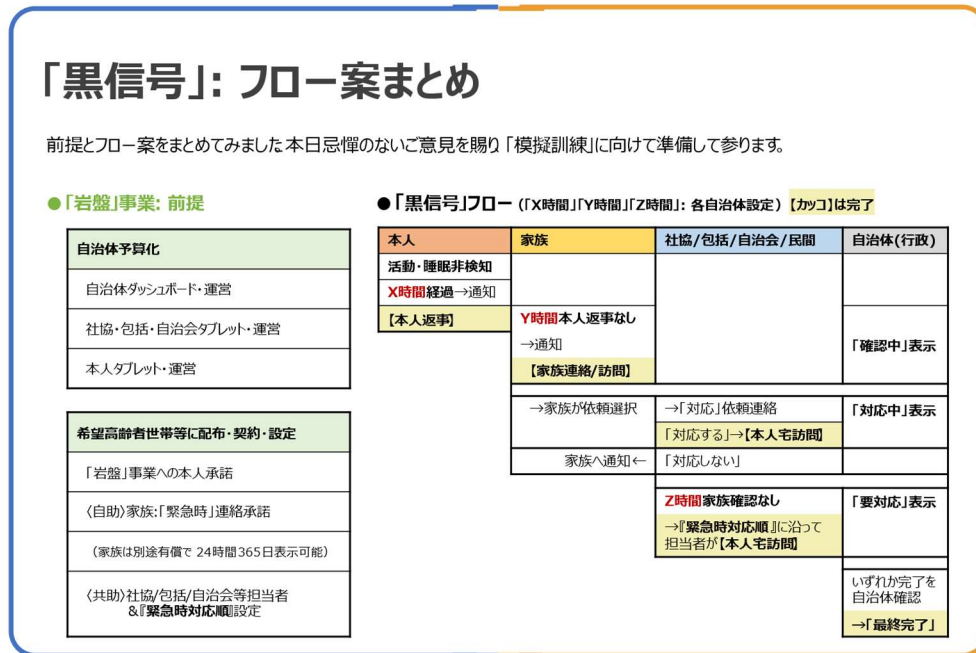 「黒信号」: フロー案まとめ
前提とフロー案をまとめてみました本日忌憚のないご意見を賜り「模擬訓練」に向けて準備して参ります。
●「岩盤」事業: 前提
自治体予算化
自治体ダッシュボード・運営
社協・包括・自治会タブレット・運営
本人タブレット・運営
希望高齢者世帯等に配布・契約・設定
「岩盤」事業への本人承諾
〈自助〉家族:「緊急時」連絡承諾
（家族は別途有償で 24時間365日表示可能）
〈共助〉社協/包括/自治会等担当者
&『緊急時対応順』設定
●「黒信号」フロー (「X時間」「Y時間」「Z時間」: 各自治体設定) 【カッコ】は完了
本人 家族 社協/包括/自治会/民間 自治体(行政)
活動・睡眠非検知
X時間経過→通知
【本人返事】 Y時間本人返事なし
→通知 「確認中」表示
【家族連絡/訪問】
→家族が依頼選択 →「対応」依頼連絡 「対応中」表示
「対応する」→【本人宅訪問】
家族へ通知← 「対応しない」
Z時間家族確認なし 「要対応」表示
→『緊急時対応順』に沿って
担当者が【本人宅訪問】
いずれか完了を
自治体確認
→「最終完了」